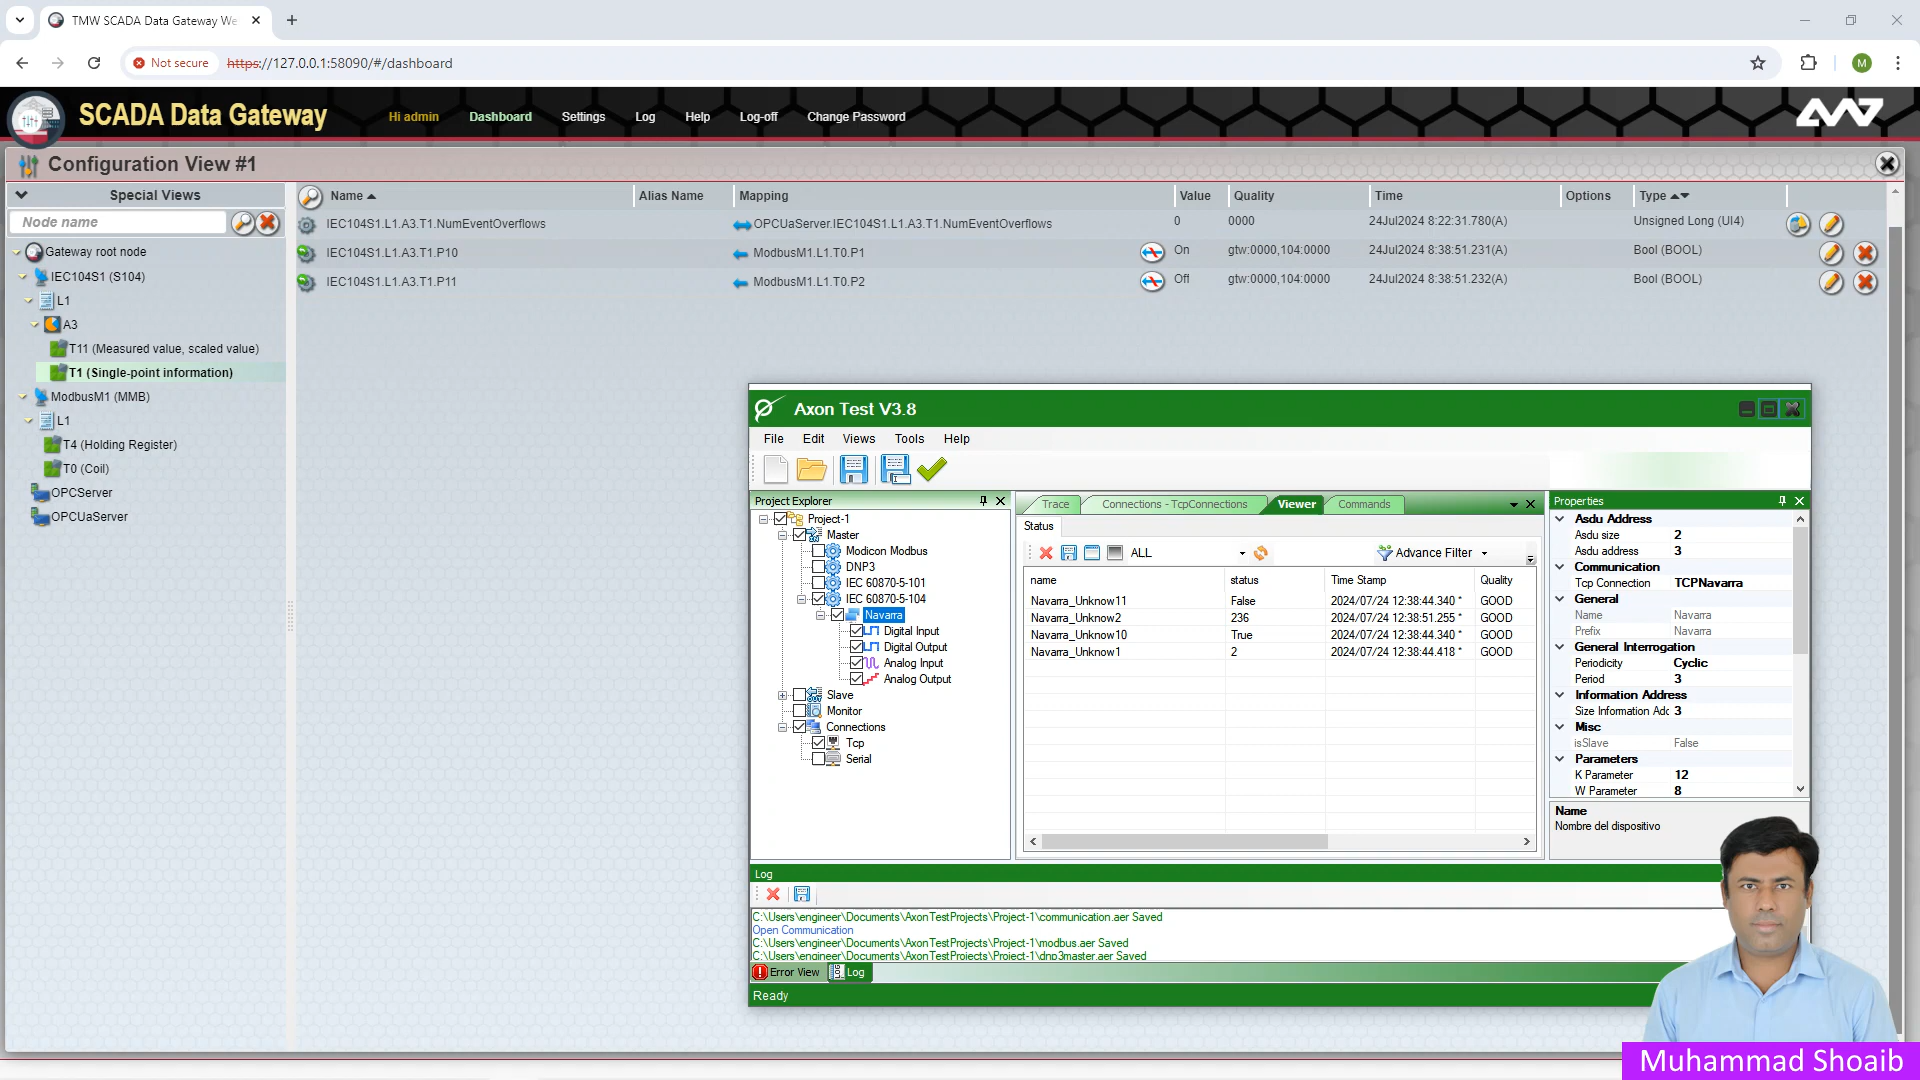 TMW SCADA Data Gateway We
Not secure
https://127.0.0.1:58090/#/dashboard
M
SCADA Data Gateway
Hi admin
Dashboard
Settings
Log
Help
Log-off
Change Password
Configuration View #1
Special Views
Node name
Gateway root node
IEC104S1 (S104)
L1
A3
T11 (Measured value, scaled value)
T1 (Single-point information)
ModbusM1 (MMB)
L1
T4 (Holding Register)
T0 (Coil)
OPCServer
OPCUaServer
Name Alias Name Mapping Value Quality Time Options Type
IEC104S1.L1.A3.T1.NumEventOverflows OPCUaServer.IEC104S1.L1.A3.T1.NumEventOverflows 0 0000 24Jul2024 8:22:31.780(A) Unsigned Long (UI4)
IEC104S1.L1.A3.T1.P10 ModbusM1.L1.T0.P1 On gtw:0000,104:0000 24Jul2024 8:38:51.231(A) Bool (BOOL)
IEC104S1.L1.A3.T1.P11 ModbusM1.L1.T0.P2 Off gtw:0000,104:0000 24Jul2024 8:38:51.232(A) Bool (BOOL)
Axon Test V3.8
File Edit Views Tools Help
Project Explorer
Project-1
Master
Modicon Modbus
DNP3
IEC 60870-5-101
IEC 60870-5-104
Navarra
Digital Input
Digital Output
Analog Input
Analog Output
Slave
Monitor
Connections
Tcp
Serial
Trace Connections - TcpConnections Viewer Commands
Status
ALL Advance Filter
name status Time Stamp Quality
Navarra_Unknow11 False 2024/07/24 12:38:44.340 * GOOD
Navarra_Unknow2 236 2024/07/24 12:38:51.255 * GOOD
Navarra_Unknow10 True 2024/07/24 12:38:44.340 * GOOD
Navarra_Unknow1 2 2024/07/24 12:38:44.418 * GOOD
Properties
Asdu Address
Asdu size 2
Asdu address 3
Communication
Tcp Connection TCPNavarra
General
Name Navarra
Prefix Navarra
General Interrogation
Periodicity Cyclic
Period 3
Information Address
Size Information Adc 3
Misc
isSlave False
Parameters
K Parameter 12
W Parameter 8
Name
Nombre del dispositivo
Log
C:\Users\engineer\Documents\AxonTestProjects\Project-1\communication.aer Saved
Open Communication
C:\Users\engineer\Documents\AxonTestProjects\Project-1\modbus.aer Saved
C:\Users\engineer\Documents\AxonTestProjects\Project-1\dnp3master.aer Saved
Error View Log
Ready
Muhammad Shoaib